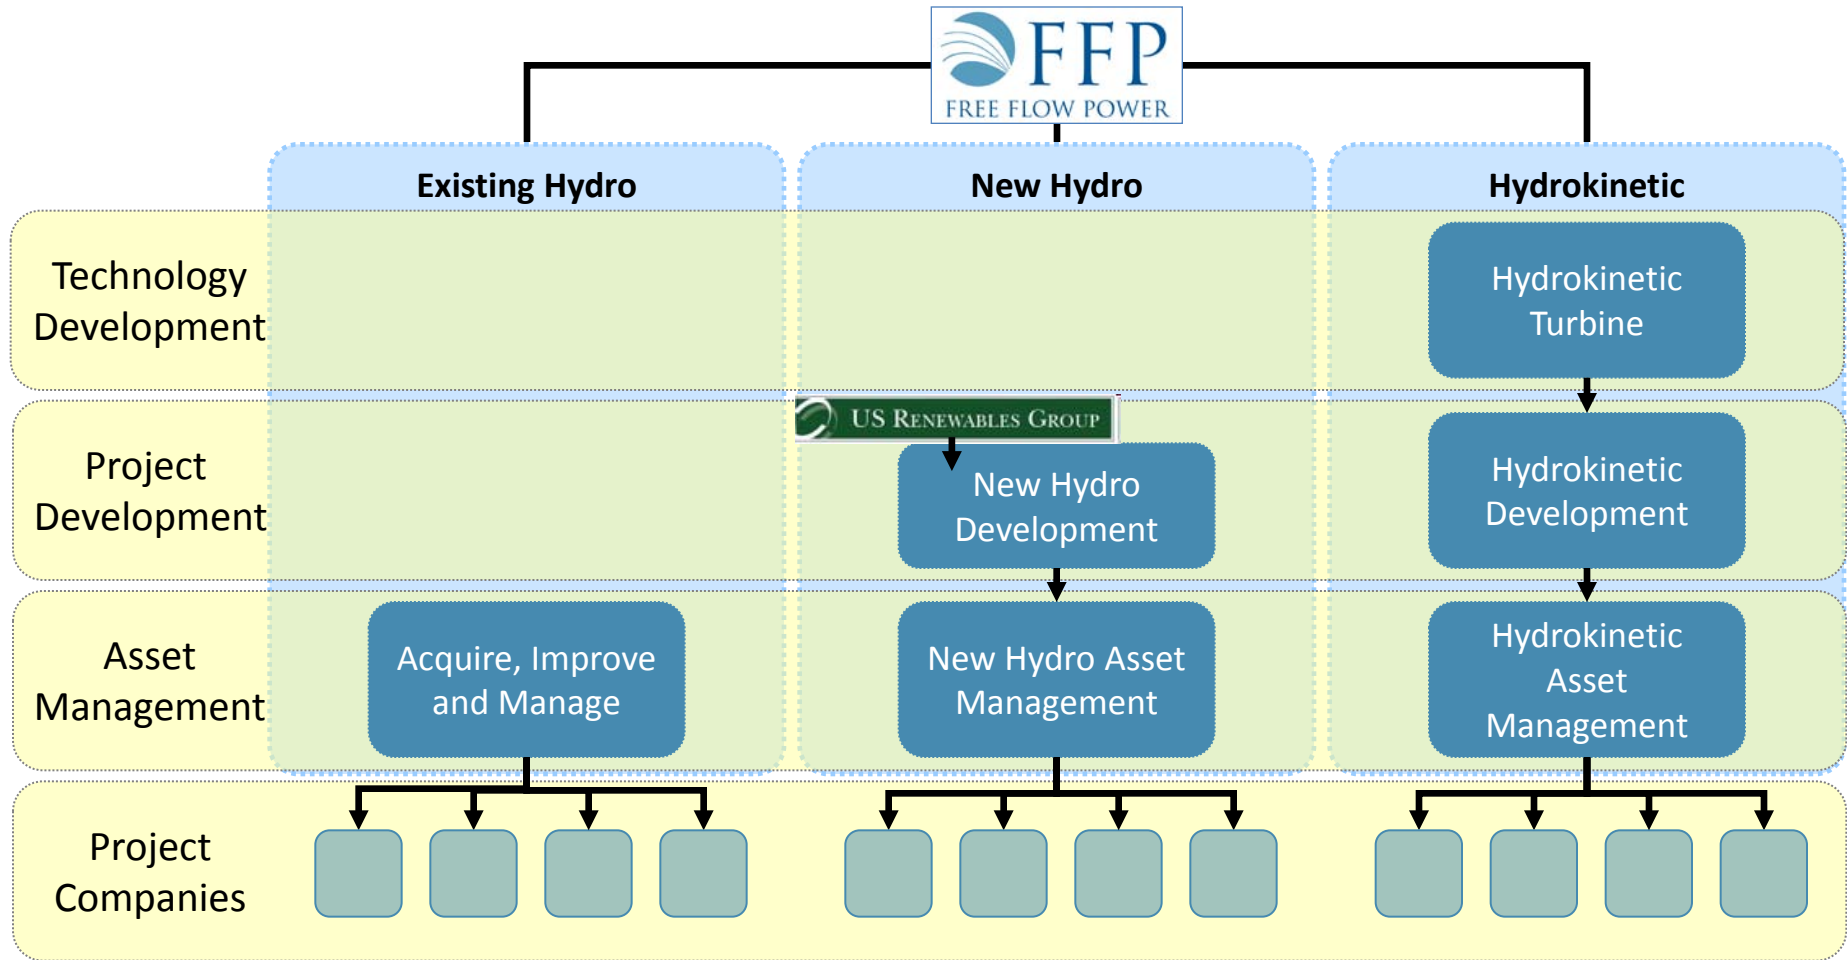 FFP
FREE FLOW POWER
Existing Hydro
New Hydro
Hydrokinetic
Technology
Development
Hydrokinetic
Turbine
US RENEWABLES GROUP
Project
Development
New Hydro
Development
Hydrokinetic
Development
Asset
Management
Acquire, Improve
and Manage
New Hydro Asset
Management
Hydrokinetic
Asset
Management
Project
Companies